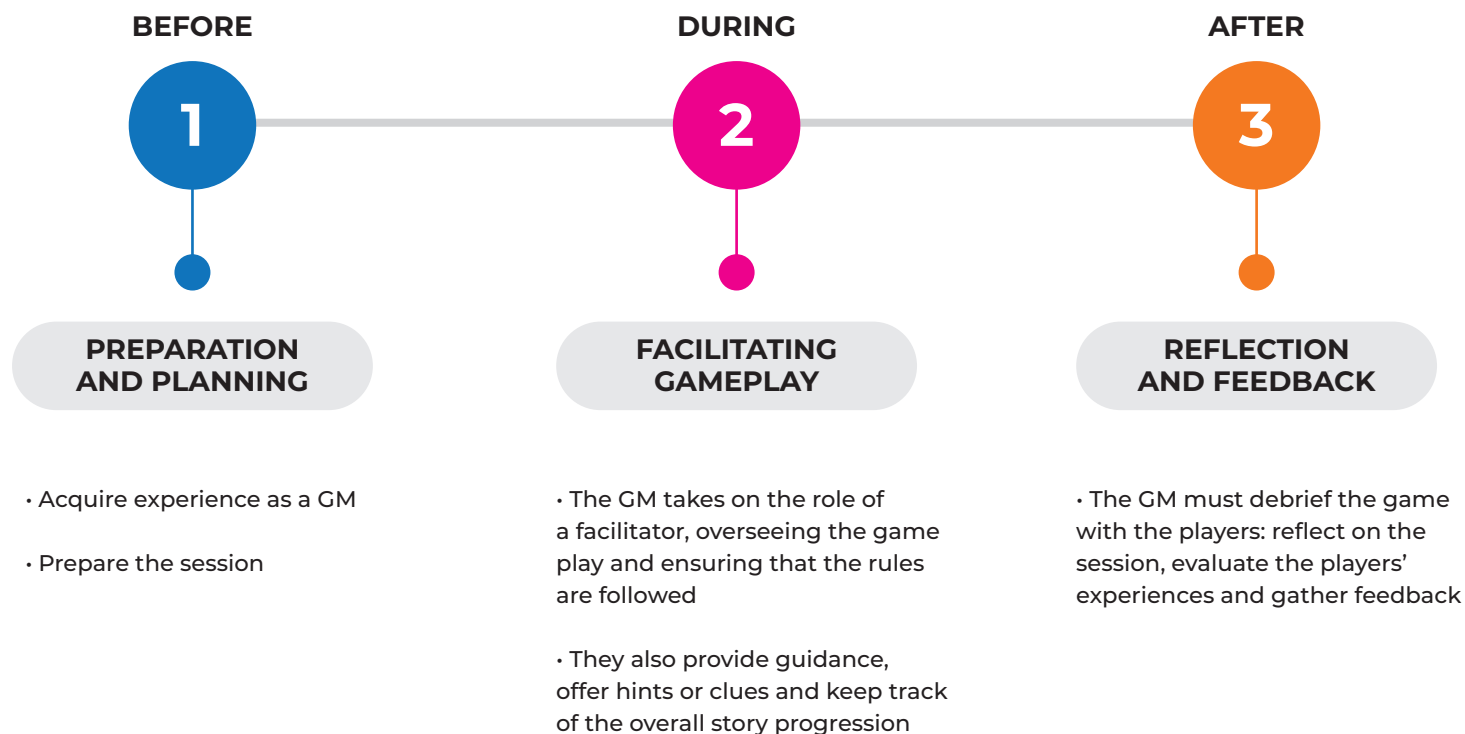 BEFORE
1
PREPARATION
AND PLANNING
• Acquire experience as a GM
• Prepare the session
DURING
2
FACILITATING
GAMEPLAY
• The GM takes on the role of
a facilitator, overseeing the game
play and ensuring that the rules
are followed
• They also provide guidance,
offer hints or clues and keep track
of the overall story progression
AFTER
3
REFLECTION
AND FEEDBACK
• The GM must debrief the game
with the players: reflect on the
session, evaluate the players’
experiences and gather feedback